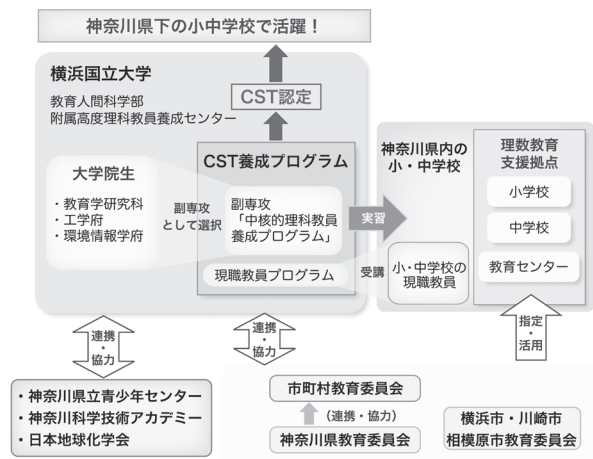 神奈川県下の小中学校で活躍！
横浜国立大学
教育人間科学部
附属高度理科教員養成センター
CST認定
CST養成プログラム
大学院生
・教育学研究科
・工学府
・環境情報学府
副専攻
として選択
副専攻
「中核的理科教員
養成プログラム」
現職教員プログラム
実習
受講
神奈川県内の
小・中学校
小・中学校の
現職教員
理数教育
支援拠点
小学校
中学校
教育センター
連携
・
協力
連携
・
協力
指定
・
活用
・神奈川県立青少年センター
・神奈川科学技術アカデミー
・日本地球化学会
市町村教育委員会
（連携・協力）
神奈川県教育委員会
横浜市・川崎市
相模原市教育委員会